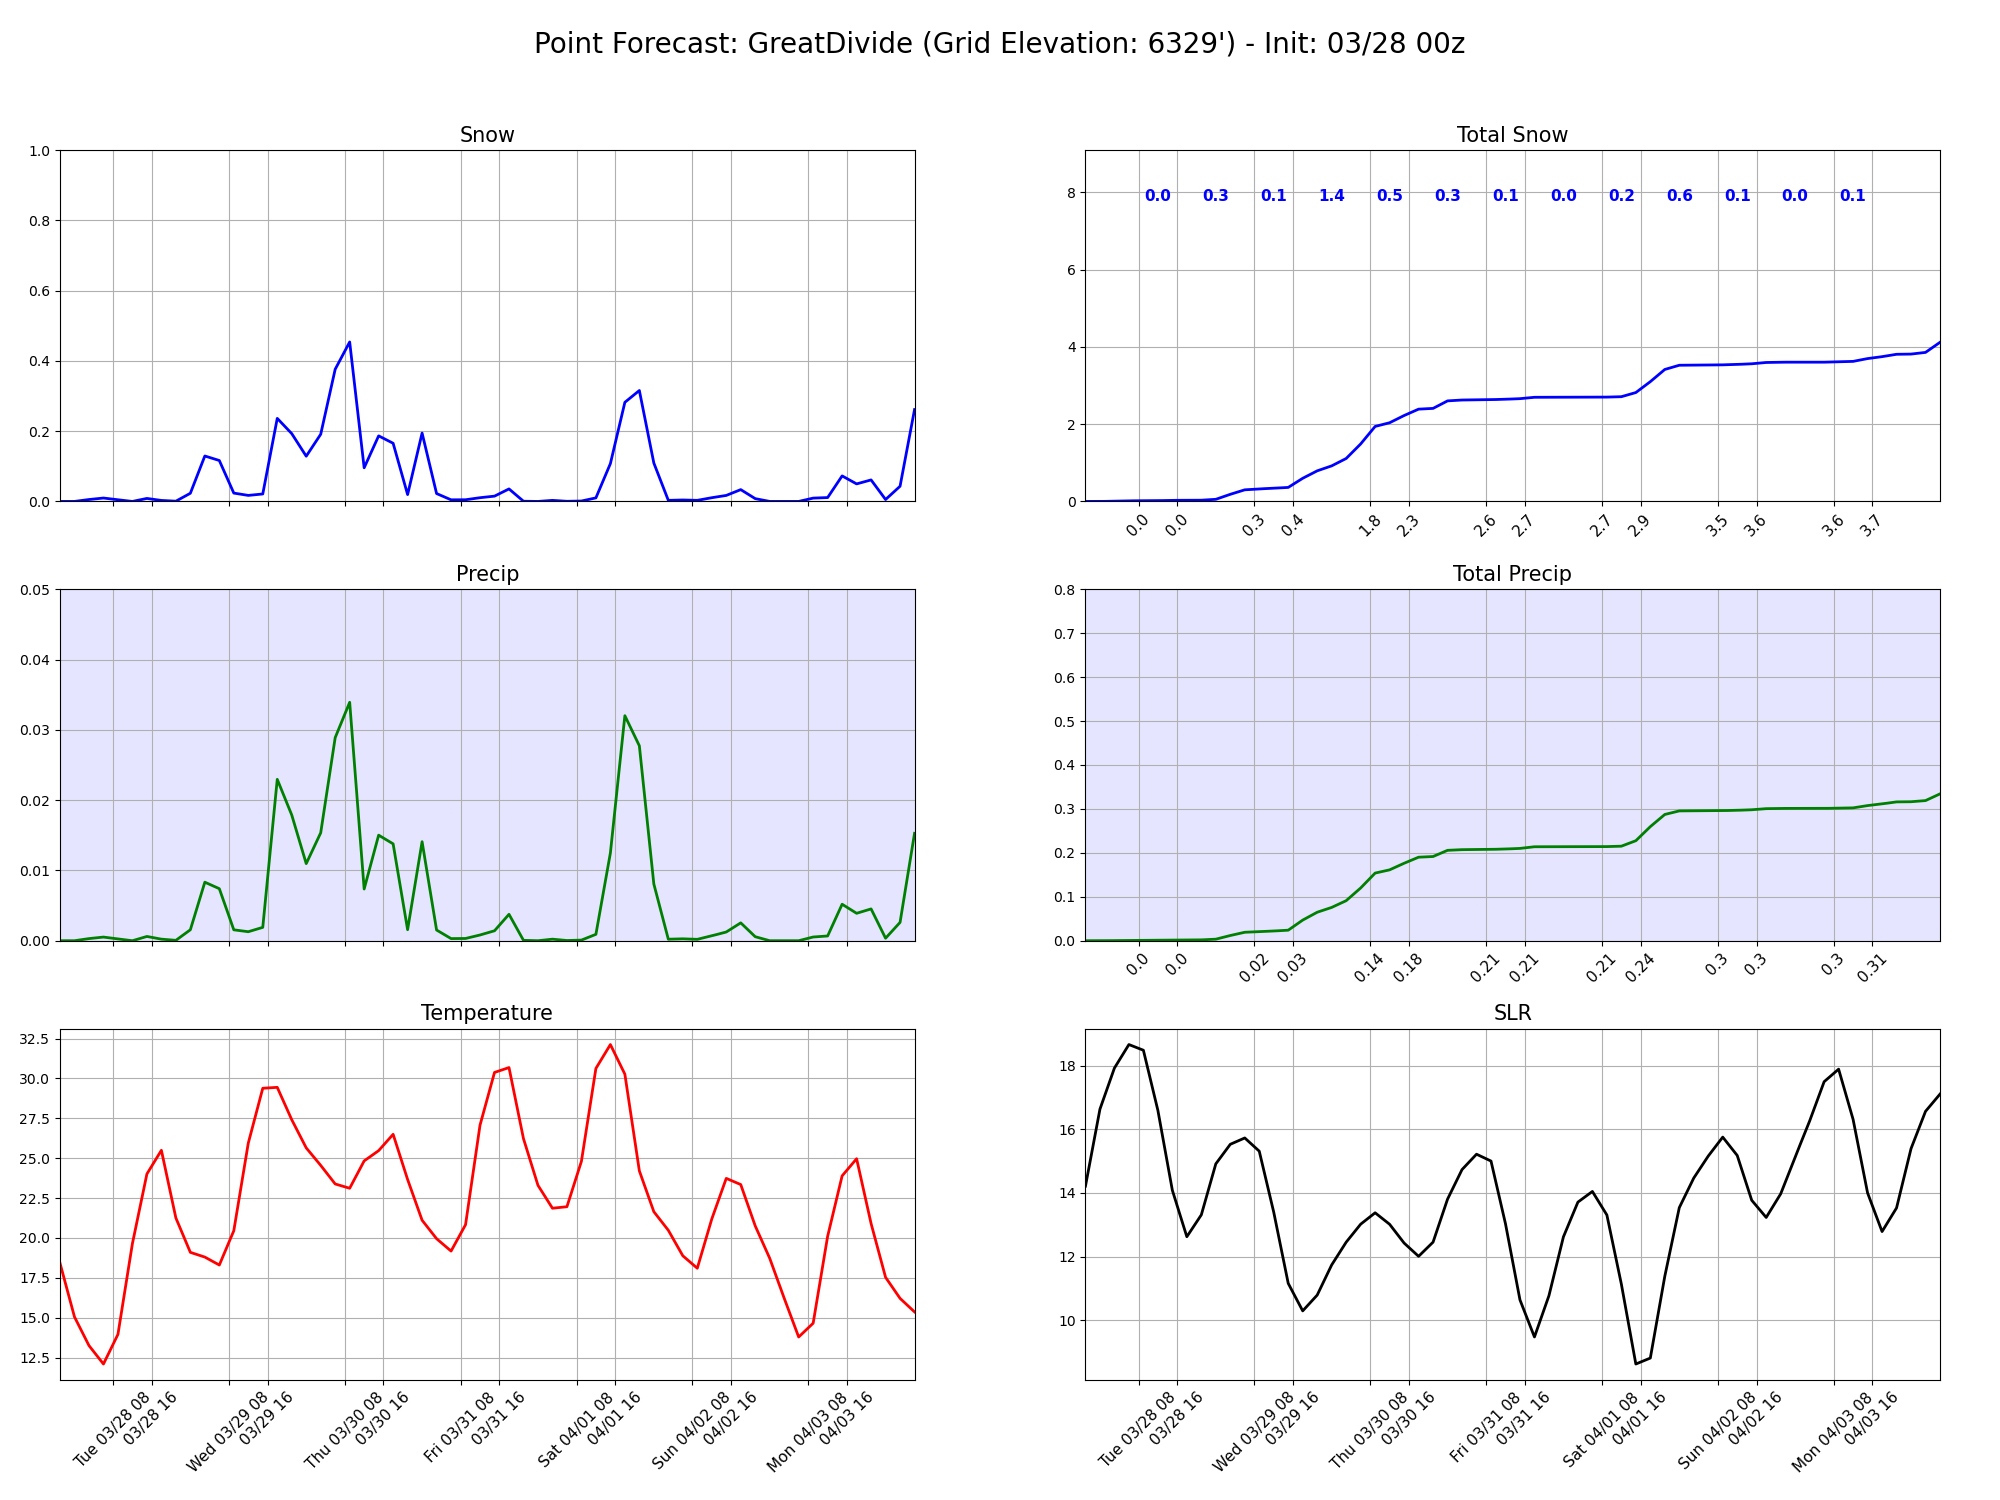 Point Forecast: GreatDivide (Grid Elevation: 6329') - Init: 03/28 00z
Snow
1.0
0.8
0.6
0.4
0.2
0.0
Total Snow
8
6
4
2
0
0.0 0.3 0.1 1.4 0.5 0.3 0.1 0.0 0.2 0.6 0.1 0.0 0.1
0.0 0.0 0.3 0.4 1.8 2.3 2.6 2.7 2.7 2.9 3.5 3.6 3.6 3.7
Precip
0.05
0.04
0.03
0.02
0.01
0.00
Total Precip
0.8
0.7
0.6
0.5
0.4
0.3
0.2
0.1
0.0
0.0 0.0 0.02 0.03 0.14 0.18 0.21 0.21 0.21 0.24 0.3 0.3 0.3 0.31
Temperature
32.5
30.0
27.5
25.0
22.5
20.0
17.5
15.0
12.5
Tue 03/28 08
03/28 16
Wed 03/29 08
03/29 16
Thu 03/30 08
03/30 16
Fri 03/31 08
03/31 16
Sat 04/01 08
04/01 16
Sun 04/02 08
04/02 16
Mon 04/03 08
04/03 16
SLR
18
16
14
12
10
Tue 03/28 08
03/28 16
Wed 03/29 08
03/29 16
Thu 03/30 08
03/30 16
Fri 03/31 08
03/31 16
Sat 04/01 08
04/01 16
Sun 04/02 08
04/02 16
Mon 04/03 08
04/03 16